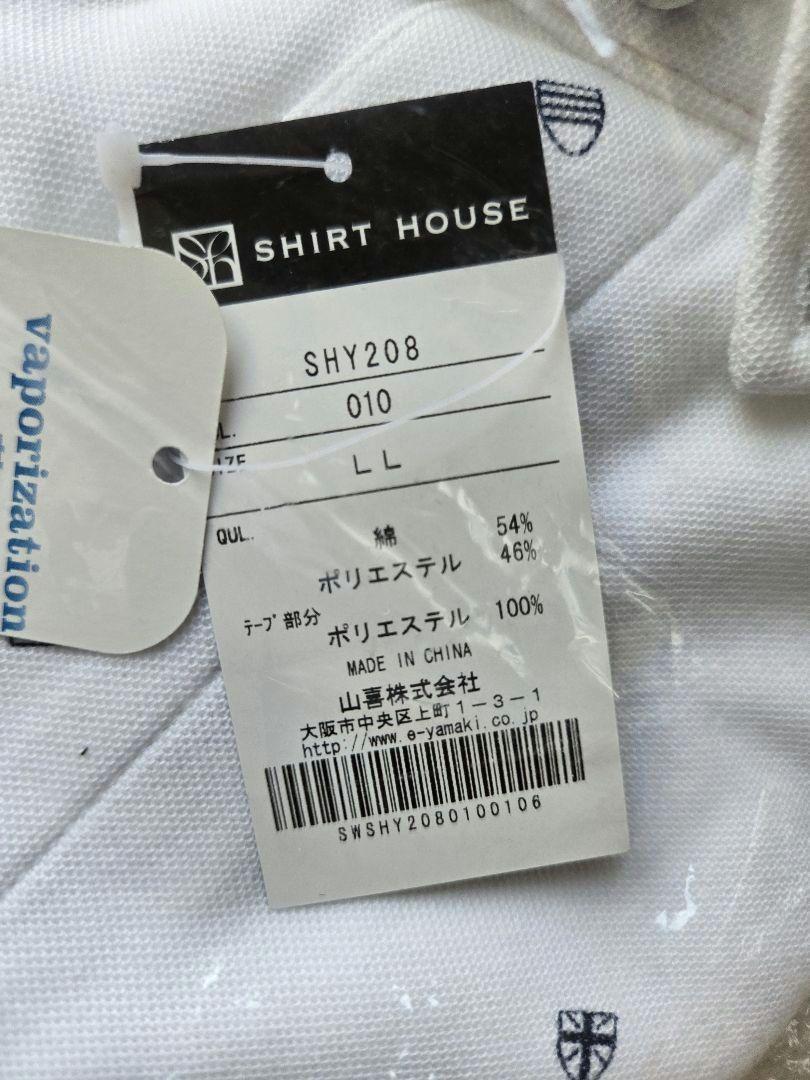 SHIRT HOUSE
SHY208
010
LL
QUL. 綿 54%
ポリエステル 46%
テープ部分 ポリエステル 100%
MADE IN CHINA
山喜株式会社
大阪市中央区上町1-3-1
http://www.e-yamaki.co.jp
SWSHY2080100106
vaporization